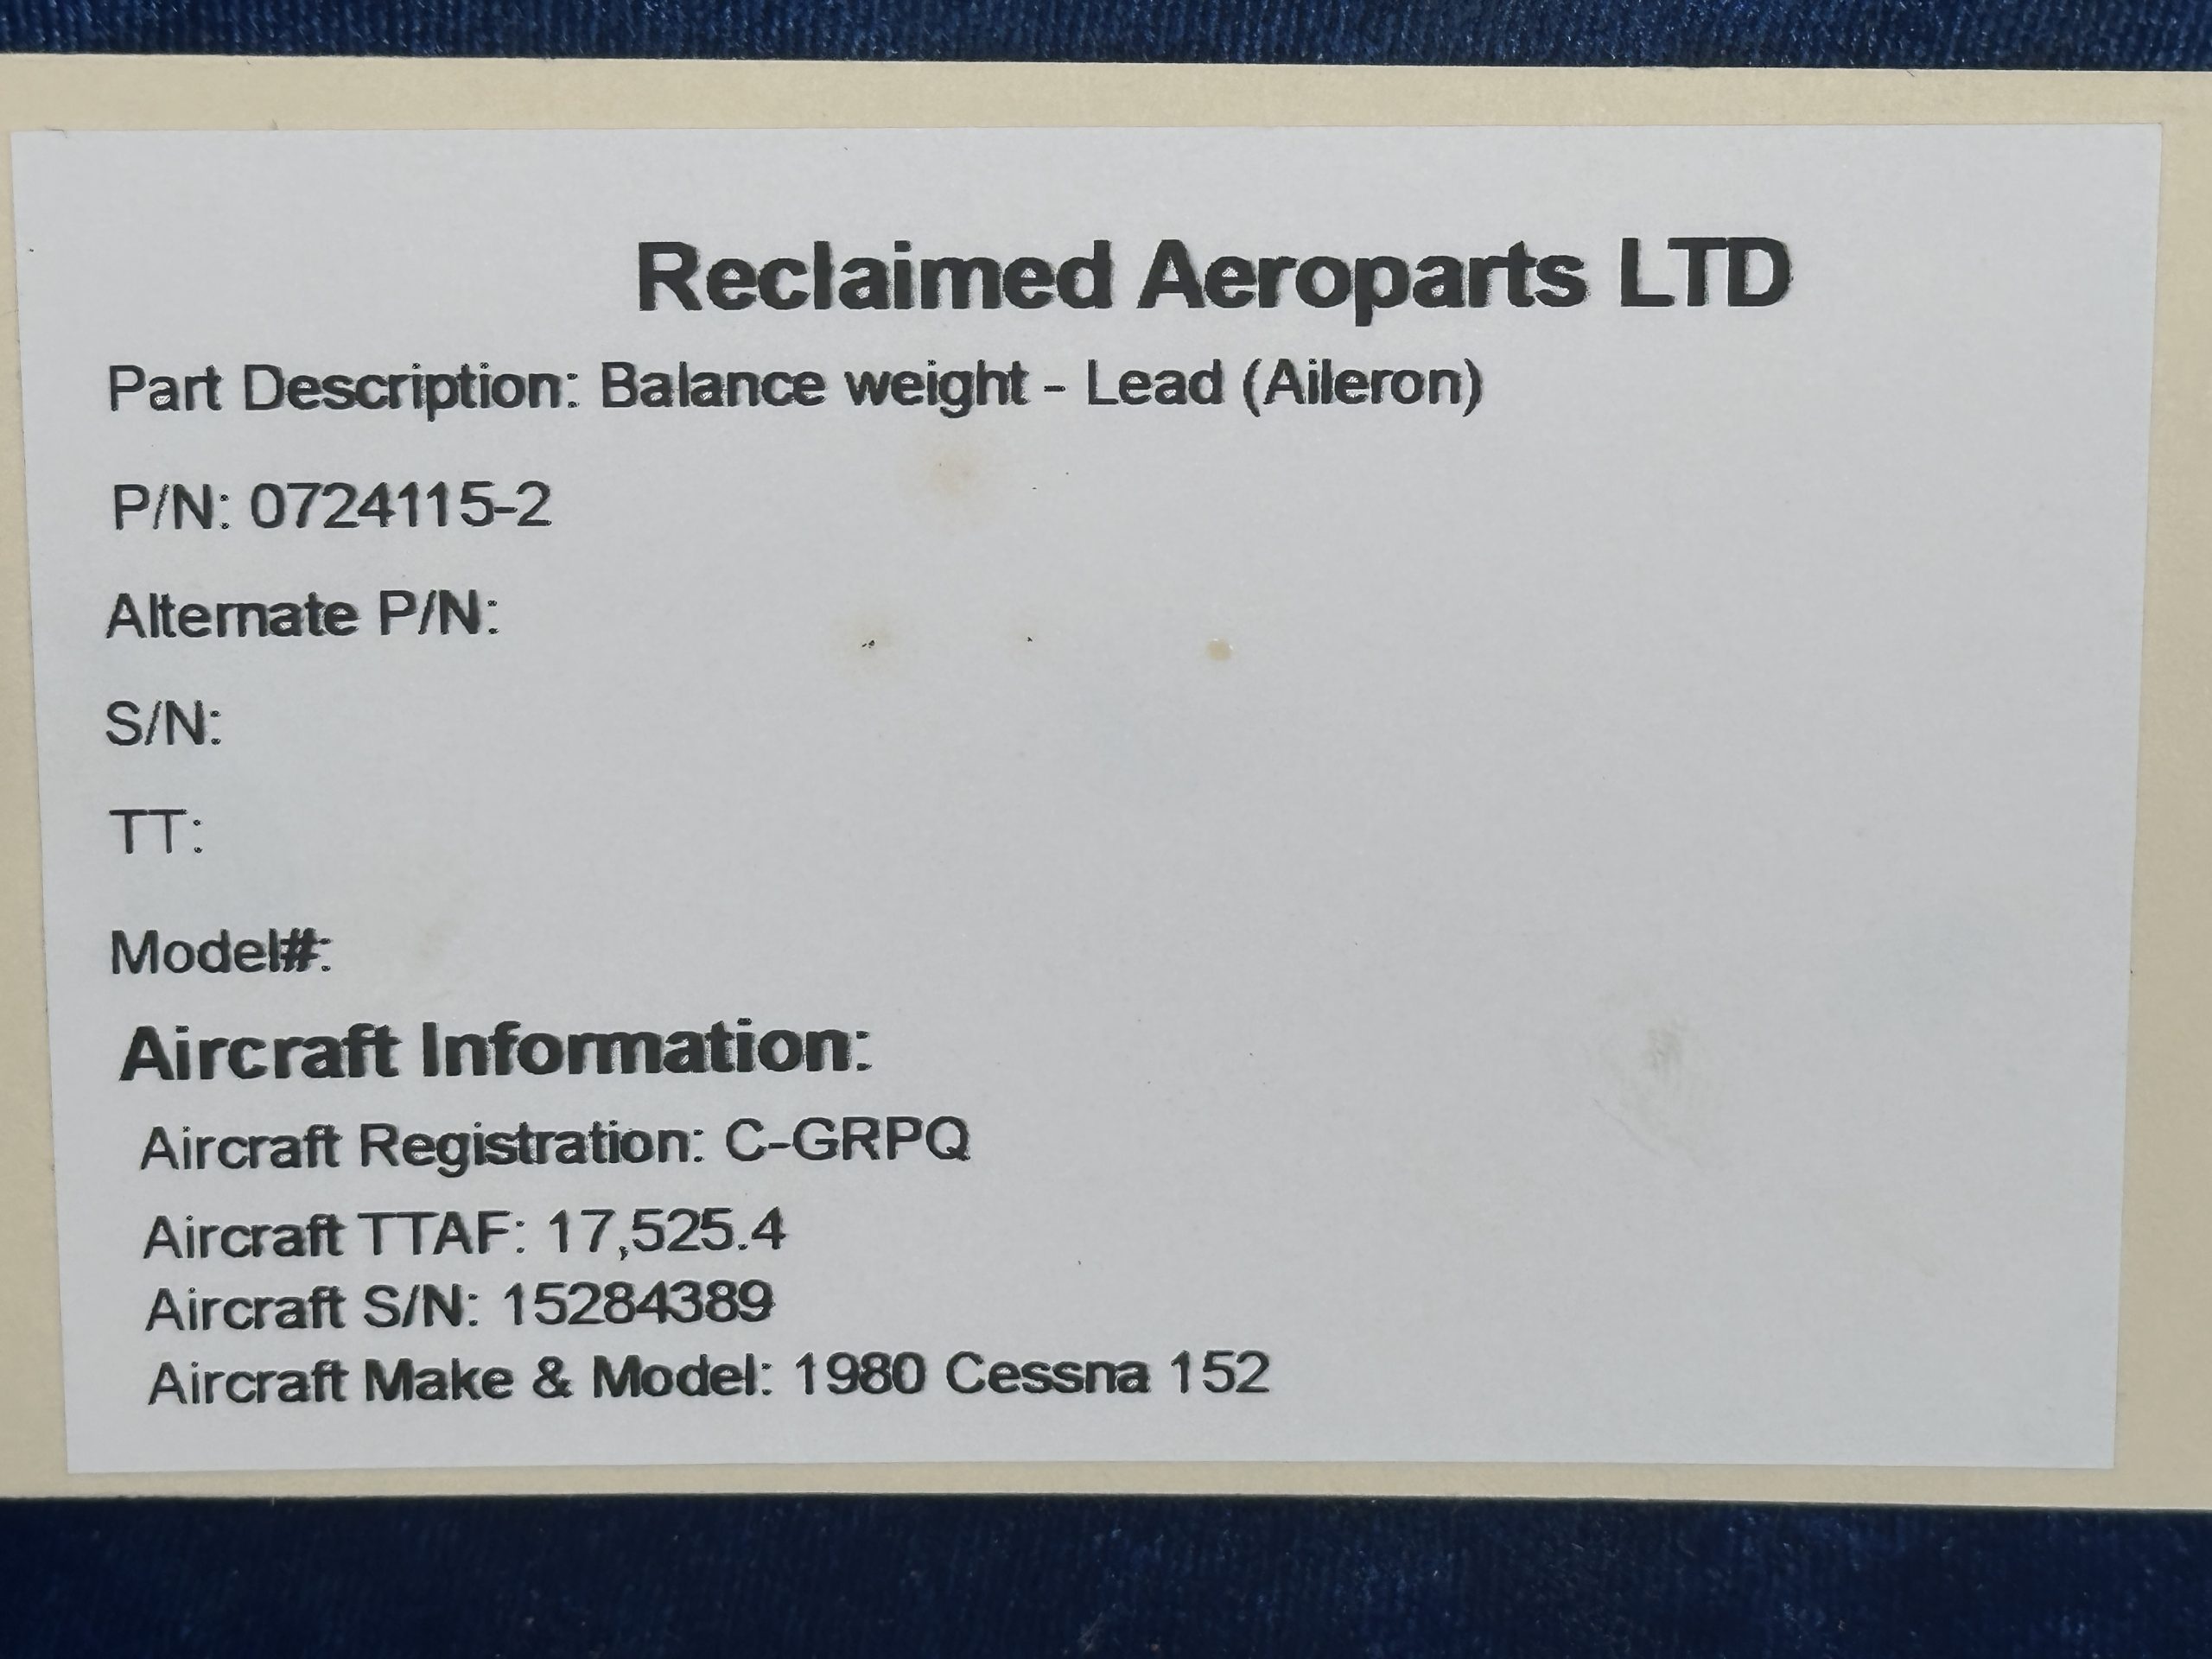 Reclaimed Aeroparts LTD
Part Description: Balance weight - Lead (Aileron)
P/N: 0724115-2
Alternate P/N:
S/N:
TT:
Model#:
Aircraft Information:
Aircraft Registration: C-GRPQ
Aircraft TTAF: 17,525.4
Aircraft S/N: 15284389
Aircraft Make & Model: 1980 Cessna 152